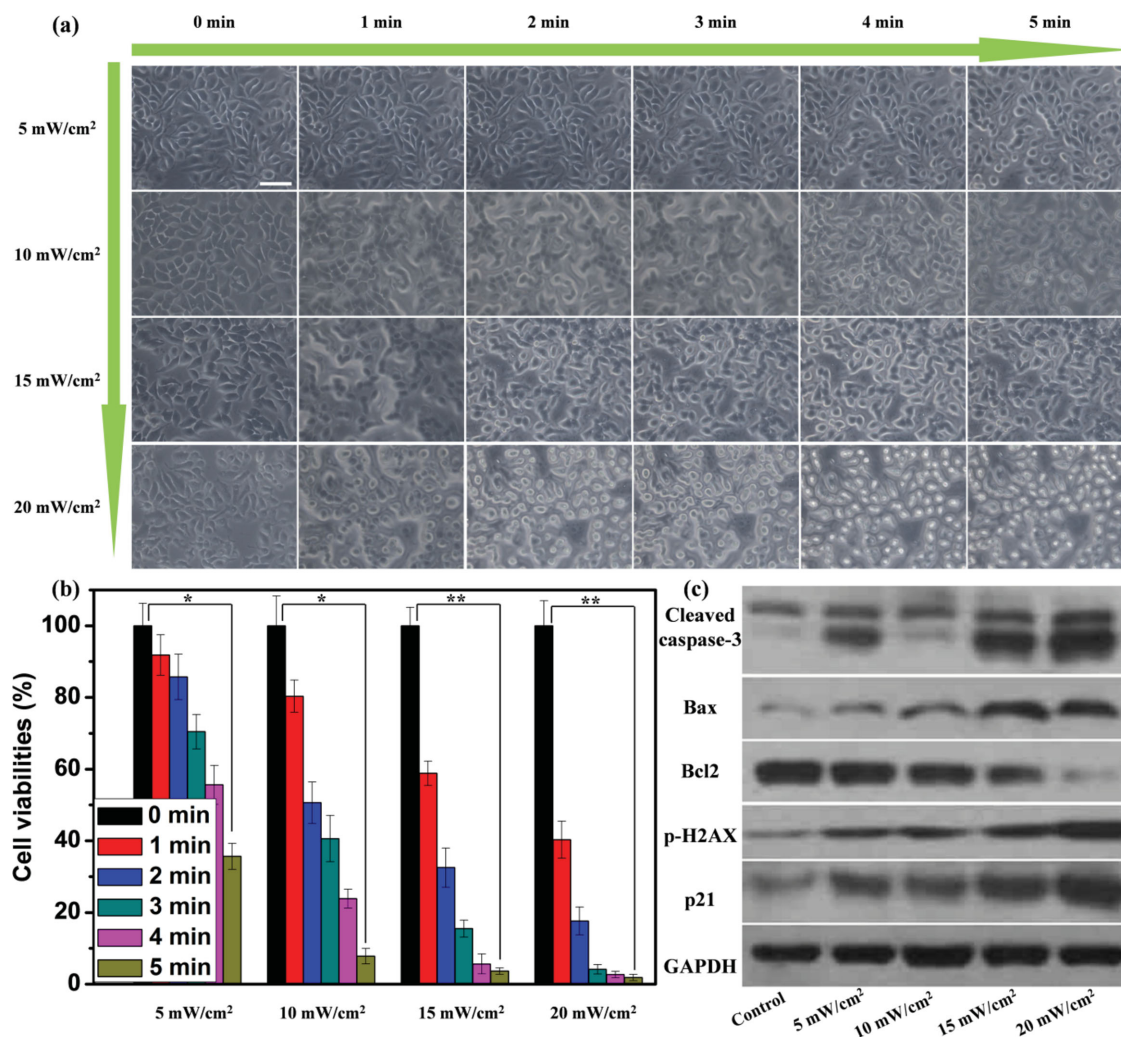 (a)
0 min 1 min 2 min 3 min 4 min 5 min
5 mW/cm²
10 mW/cm²
15 mW/cm²
20 mW/cm²
(b)
Cell viabilities (%)
100
80
60
40
20
0
* * ** **
0 min
1 min
2 min
3 min
4 min
5 min
5 mW/cm² 10 mW/cm² 15 mW/cm² 20 mW/cm²
(c)
Cleaved
caspase-3
Bax
Bcl2
p-H2AX
p21
GAPDH
Control 5 mW/cm² 10 mW/cm² 15 mW/cm² 20 mW/cm²